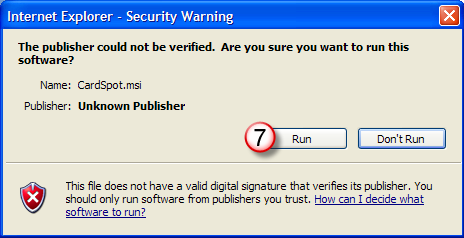 Internet Explorer - Security Warning
The publisher could not be verified.  Are you sure you want to run this
software?
Name: CardSpot.msi
Publisher: Unknown Publisher
7 Run Don't Run
This file does not have a valid digital signature that verifies its publisher. You
should only run software from publishers you trust. How can I decide what
software to run?